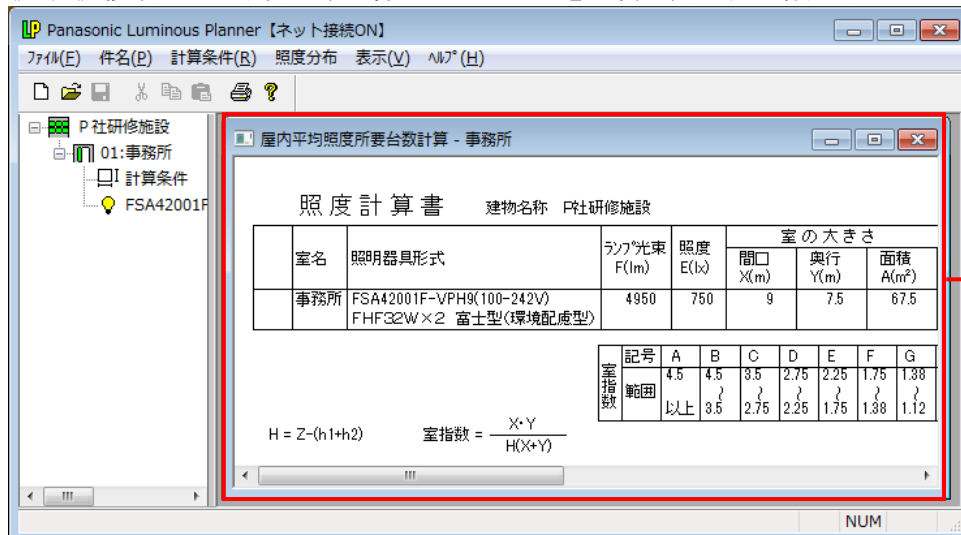 Panasonic Luminous Planner【ネット接続ON】
ﾌｧｲﾙ(F) 件名(P) 計算条件(R) 照度分布 表示(V) ﾍﾙﾌﾟ(H)
P社研修施設
01:事務所
計算条件
FSA42001F
屋内平均照度所要台数計算 - 事務所
照度計算書 建物名称 P社研修施設
室名 照明器具形式 ﾗﾝﾌﾟ光束 F(lm) 照度 E(lx) 室の大きさ
間口 X(m) 奥行 Y(m) 面積 A(m²)
事務所 FSA42001F-VPH9(100-242V) 4950 750 9 7.5 67.5
FHF32W×2 富士型(環境配慮型)
室指数 記号 A B C D E F G
範囲 4.5以上 4.5〜3.5 3.5〜2.75 2.75〜2.25 2.25〜1.75 1.75〜1.38 1.38〜1.12
H = Z-(h1+h2) 室指数 = X・Y
H(X+Y)
NUM